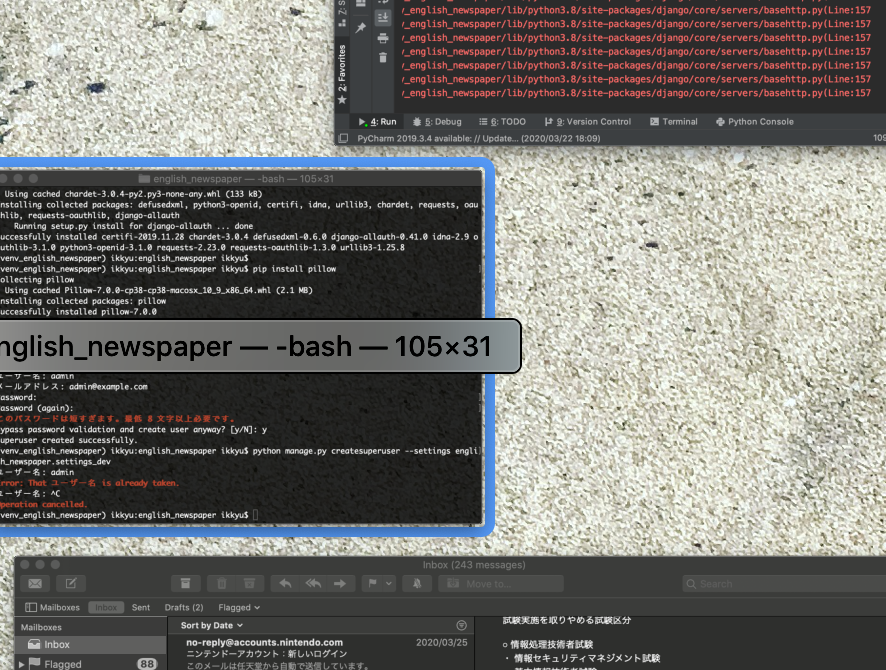 _english_newspaper/lib/python3.8/site-packages/django/core/servers/basehttp.py(Line:157
_english_newspaper/lib/python3.8/site-packages/django/core/servers/basehttp.py(Line:157
_english_newspaper/lib/python3.8/site-packages/django/core/servers/basehttp.py(Line:157
_english_newspaper/lib/python3.8/site-packages/django/core/servers/basehttp.py(Line:157
_english_newspaper/lib/python3.8/site-packages/django/core/servers/basehttp.py(Line:157
_english_newspaper/lib/python3.8/site-packages/django/core/servers/basehttp.py(Line:157
_english_newspaper/lib/python3.8/site-packages/django/core/servers/basehttp.py(Line:157
2: Favorites
4: Run 5: Debug 6: TODO 9: Version Control Terminal Python Console
PyCharm 2019.3.4 available: // Update... (2020/03/22 18:09) 109
english_newspaper — -bash — 105×31
Using cached chardet-3.0.4-py2.py3-none-any.whl (133 kB)
nstalling collected packages: defusedxml, python3-openid, certifi, idna, urllib3, chardet, requests, oau
hlib, requests-oauthlib, django-allauth
Running setup.py install for django-allauth ... done
uccessfully installed certifi-2019.11.28 chardet-3.0.4 defusedxml-0.6.0 django-allauth-0.41.0 idna-2.9 o
uthlib-3.1.0 python3-openid-3.1.0 requests-2.23.0 requests-oauthlib-1.3.0 urllib3-1.25.8
venv_english_newspaper) ikkyu:english_newspaper ikkyu$
venv_english_newspaper) ikkyu:english_newspaper ikkyu$ pip install pillow
ollecting pillow
Using cached Pillow-7.0.0-cp38-cp38-macosx_10_9_x86_64.whl (2.1 MB)
nstalling collected packages: pillow
uccessfully installed pillow-7.0.0
nglish_newspaper — -bash — 105×31
ユーザー名: admin
メールアドレス: admin@example.com
Password:
assword (again):
このパスワードは短すぎます。最低 8 文字以上必要です。
ypass password validation and create user anyway? [y/N]: y
uperuser created successfully.
venv_english_newspaper) ikkyu:english_newspaper ikkyu$ python manage.py createsuperuser --settings engli
sh_newspaper.settings_dev
ユーザー名: admin
rror: That ユーザー名 is already taken.
ユーザー名: ^C
peration cancelled.
venv_english_newspaper) ikkyu:english_newspaper ikkyu$
Inbox (243 messages)
Move to... Search
Mailboxes Inbox Sent Drafts (2) Flagged
Mailboxes
Inbox
Flagged 88
Sort by Date
no-reply@accounts.nintendo.com 2020/03/25
ニンテンドーアカウント：新しいログイン
このメールは任天堂から自動で送信しています。
試験実施を取りやめる試験区分
○ 情報処理技術者試験
・ 情報セキュリティマネジメント試験